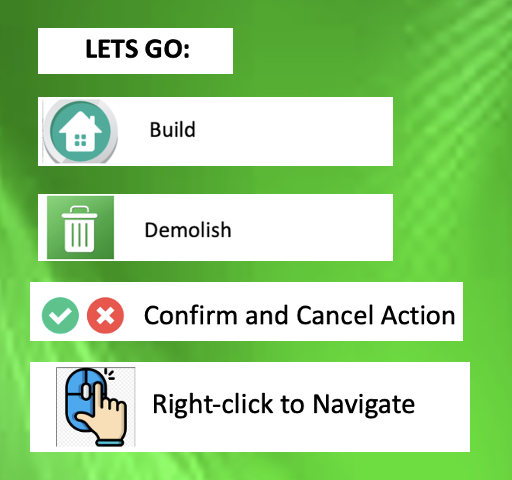 LETS GO:
Build
Demolish
Confirm and Cancel Action
Right-click to Navigate